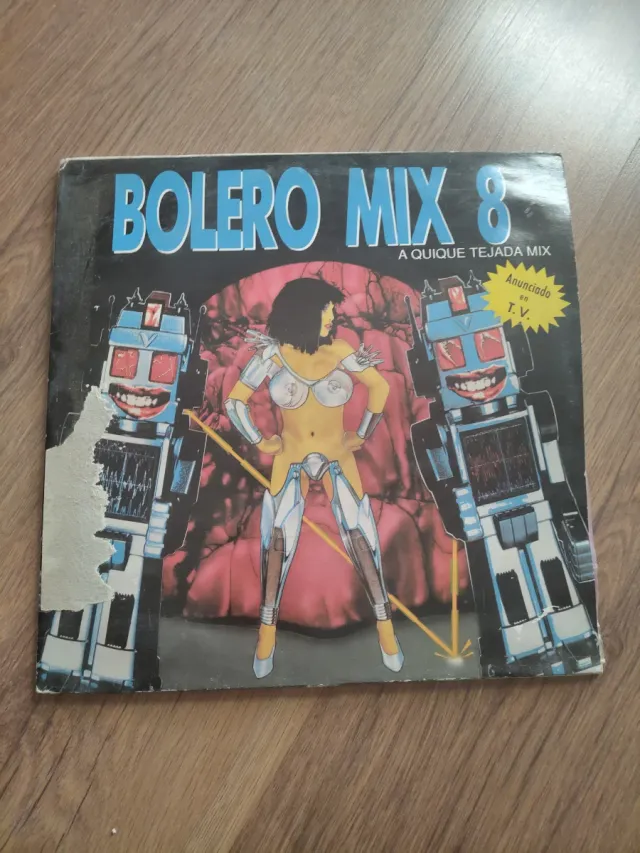 BOLERO MIX 8
A QUIQUE TEJADA MIX
Anunciado
en
T.V.